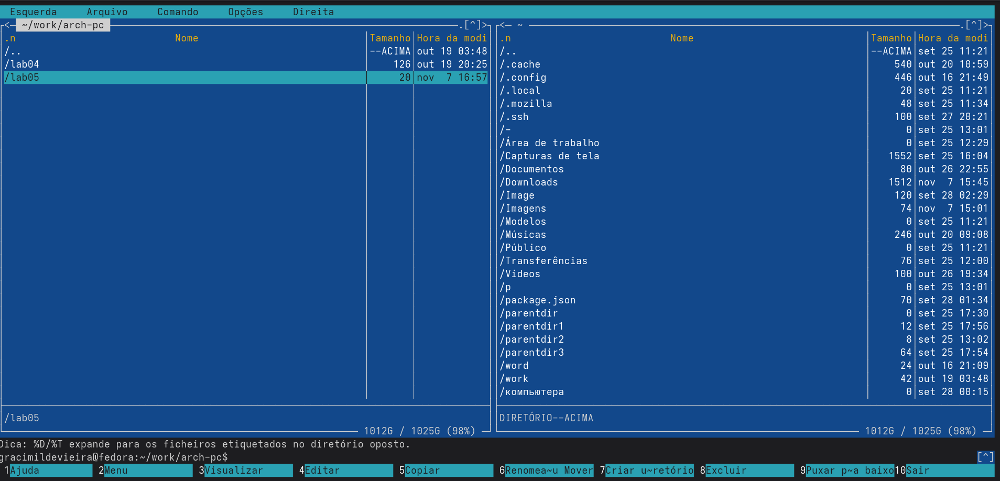 Esquerda Arquivo Comando Opções Direita
<─ ~/work/arch-pc .[^]>
.n Nome Tamanho Hora da modi
/.. --ACIMA out 19 03:48
/lab04 126 out 19 20:25
/lab05 20 nov 7 16:57
/lab05
1012G / 1025G (98%)
<─ ~ .[^]>
.n Nome Tamanho Hora da modi
/.. --ACIMA set 25 11:21
/.cache 540 out 20 10:59
/.config 446 out 16 21:49
/.local 20 set 25 11:21
/.mozilla 48 set 25 11:34
/.ssh 100 set 27 20:21
/- 0 set 25 13:01
/Área de trabalho 0 set 25 12:29
/Capturas de tela 1552 set 25 16:04
/Documentos 80 out 26 22:55
/Downloads 1512 nov 7 15:45
/Image 120 set 28 02:29
/Imagens 74 nov 7 15:01
/Modelos 0 set 25 11:21
/Músicas 246 out 20 09:08
/Público 0 set 25 11:21
/Transferências 76 set 25 12:00
/Vídeos 100 out 26 19:34
/p 0 set 25 13:01
/package.json 70 set 28 01:34
/parentdir 0 set 25 17:30
/parentdir1 12 set 25 17:56
/parentdir2 8 set 25 13:02
/parentdir3 64 set 25 17:54
/word 24 out 16 21:09
/work 42 out 19 03:48
/компьютера 0 set 28 00:15
DIRETÓRIO--ACIMA
1012G / 1025G (98%)
Dica: %D/%T expande para os ficheiros etiquetados no diretório oposto.
gracimildevieira@fedora:~/work/arch-pc$ [^]
1Ajuda 2Menu 3Visualizar 4Editar 5Copiar 6Renomea~u Mover 7Criar u~retório 8Excluir 9Puxar p~a baixo 10Sair